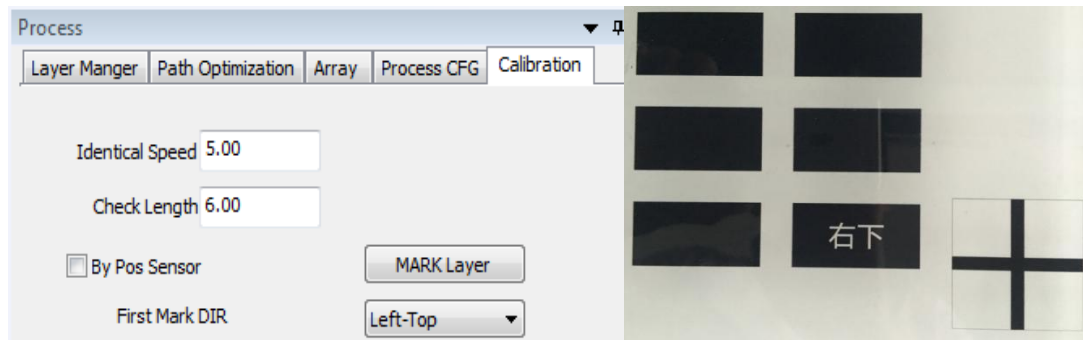 Process
Layer Manger Path Optimization Array Process CFG Calibration
Identical Speed 5.00
Check Length 6.00
By Pos Sensor MARK Layer
First Mark DIR Left-Top
右下